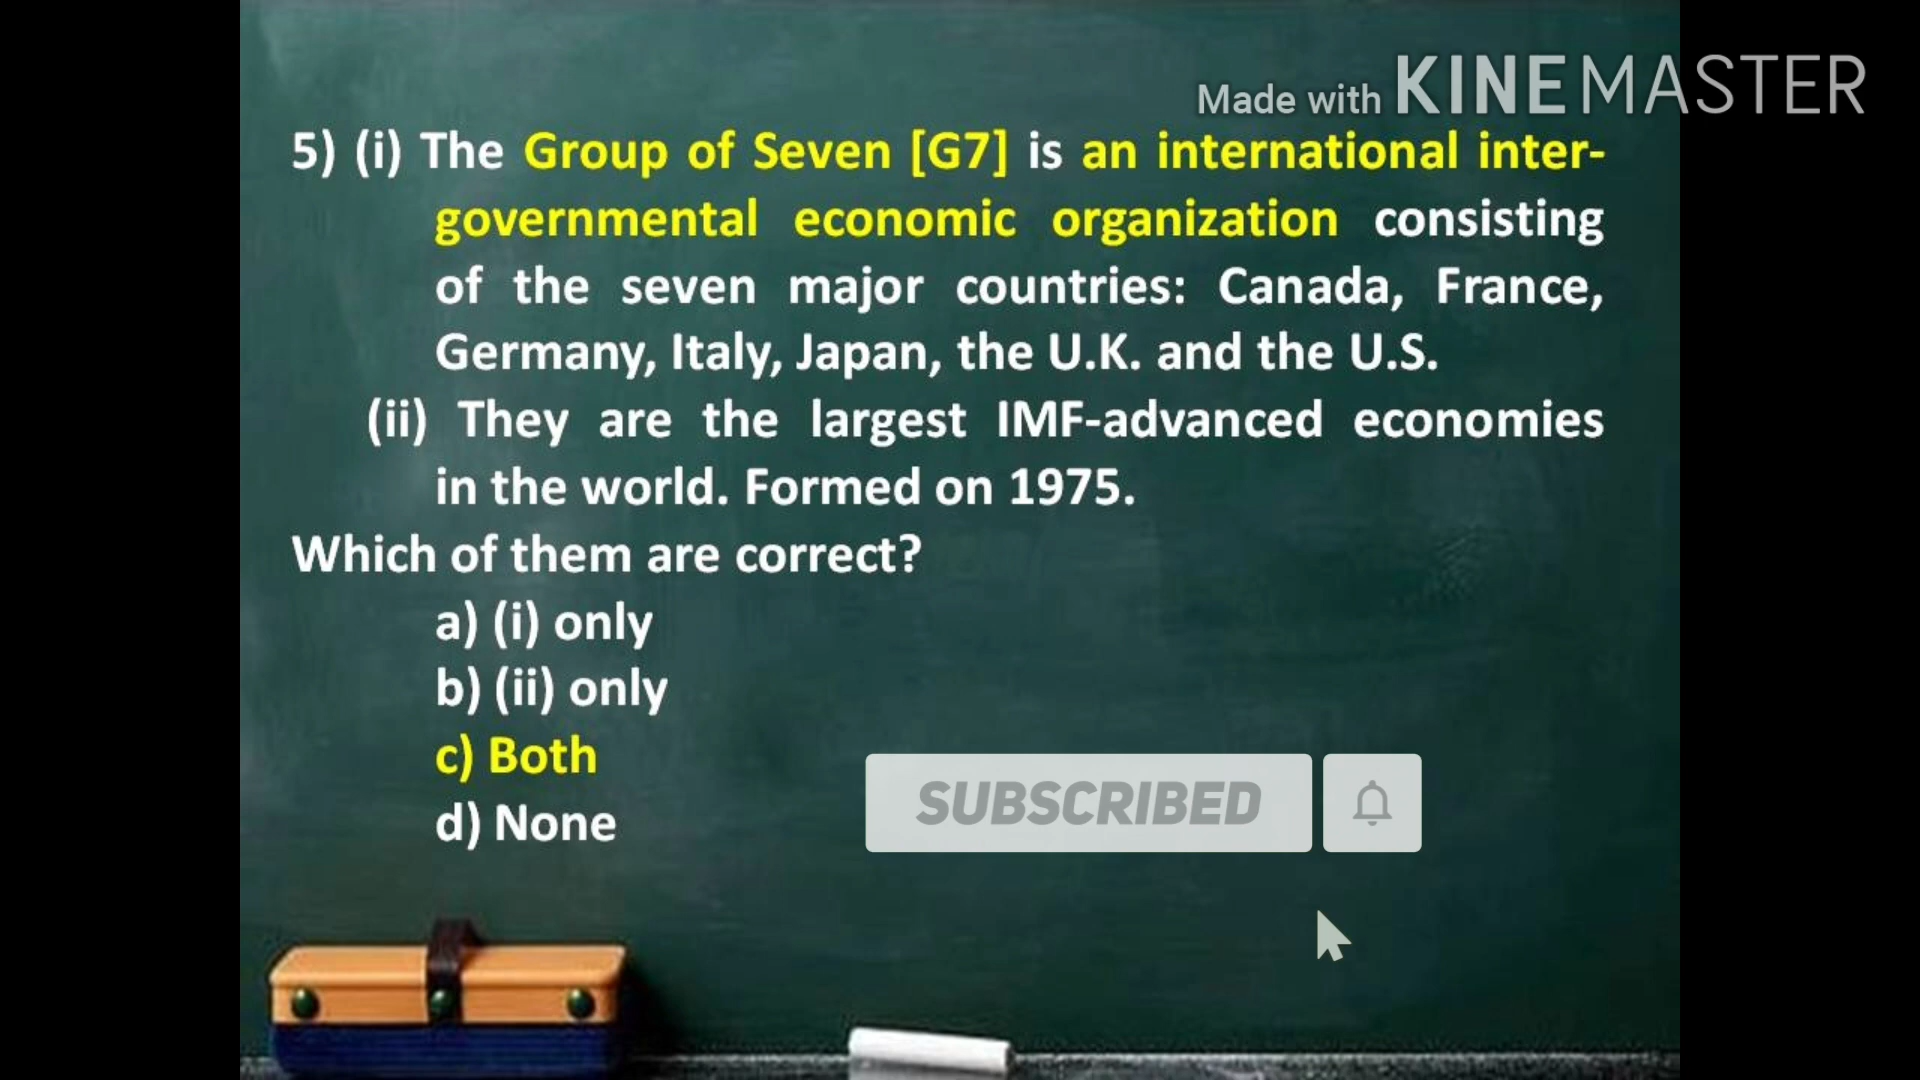 Made with KINEMASTER
5) (i) The Group of Seven [G7] is an international inter-
governmental economic organization consisting
of the seven major countries: Canada, France,
Germany, Italy, Japan, the U.K. and the U.S.
(ii) They are the largest IMF-advanced economies
in the world. Formed on 1975.
Which of them are correct?
a) (i) only
b) (ii) only
c) Both
d) None
SUBSCRIBED